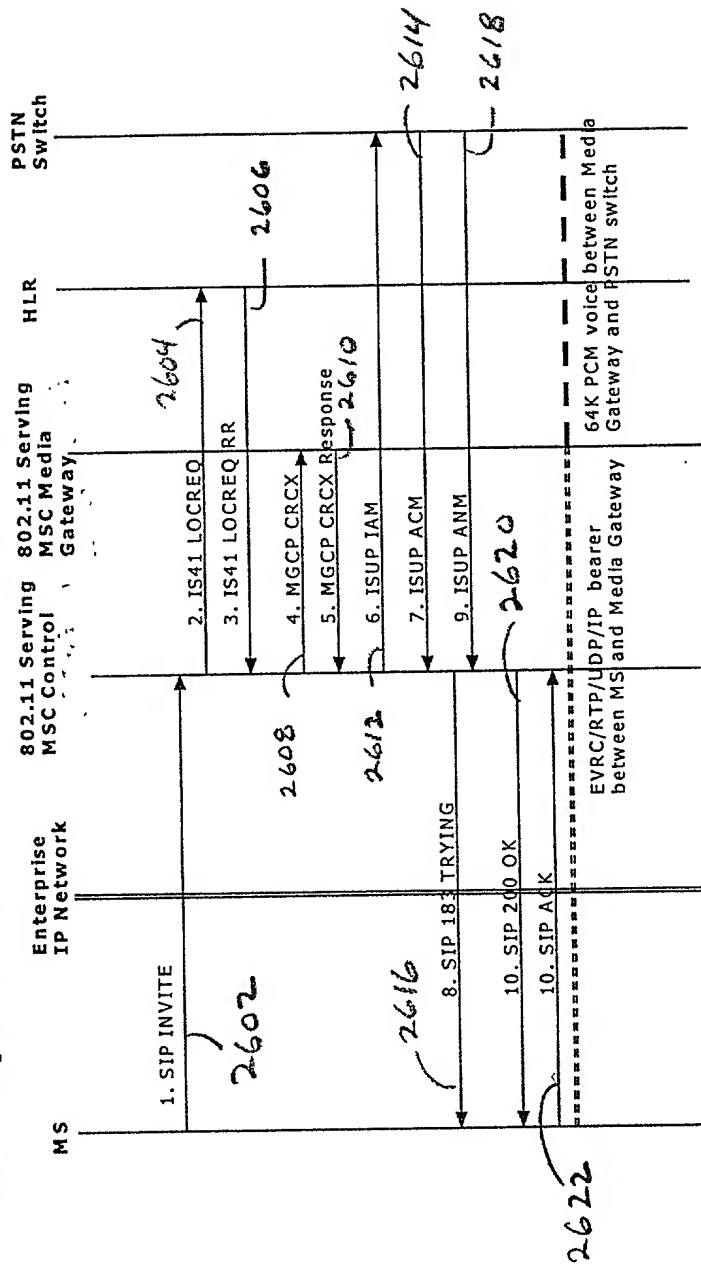 MS
Enterprise
IP Network
802.11 Serving
MSC Control
802.11 Serving
MSC Media
Gateway
HLR
PSTN
Switch
1. SIP INVITE
2602
2. IS41 LOCREQ
2604
3. IS41 LOCREQ RR
2606
4. MGCP CRCX
2608
5. MGCP CRCX Response
2610
6. ISUP IAM
2612
7. ISUP ACM
2614
8. SIP 183 TRYING
2616
9. ISUP ANM
2618
10. SIP 200 OK
2620
10. SIP ACK
2622
EVRC/RTP/UDP/IP bearer
between MS and Media Gateway
64K PCM voice between Media
Gateway and PSTN switch